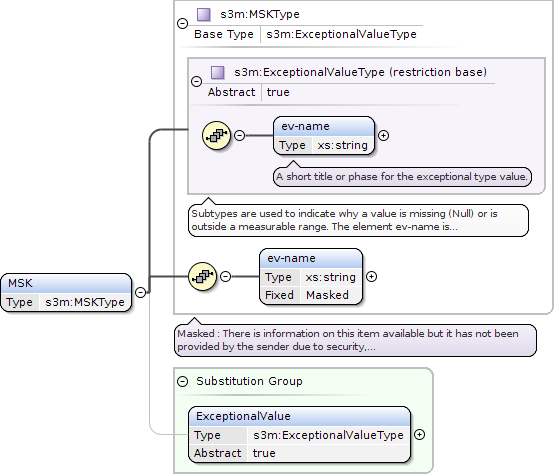 s3m:MSKType
Base Type s3m:ExceptionalValueType
s3m:ExceptionalValueType (restriction base)
Abstract true
ev-name
Type xs:string
A short title or phase for the exceptional type value.
Subtypes are used to indicate why a value is missing (Null) or is
outside a measurable range. The element ev-name is...
ev-name
Type xs:string
Fixed Masked
MSK
Type s3m:MSKType
Masked : There is information on this item available but it has not been
provided by the sender due to security,...
Substitution Group
ExceptionalValue
Type s3m:ExceptionalValueType
Abstract true